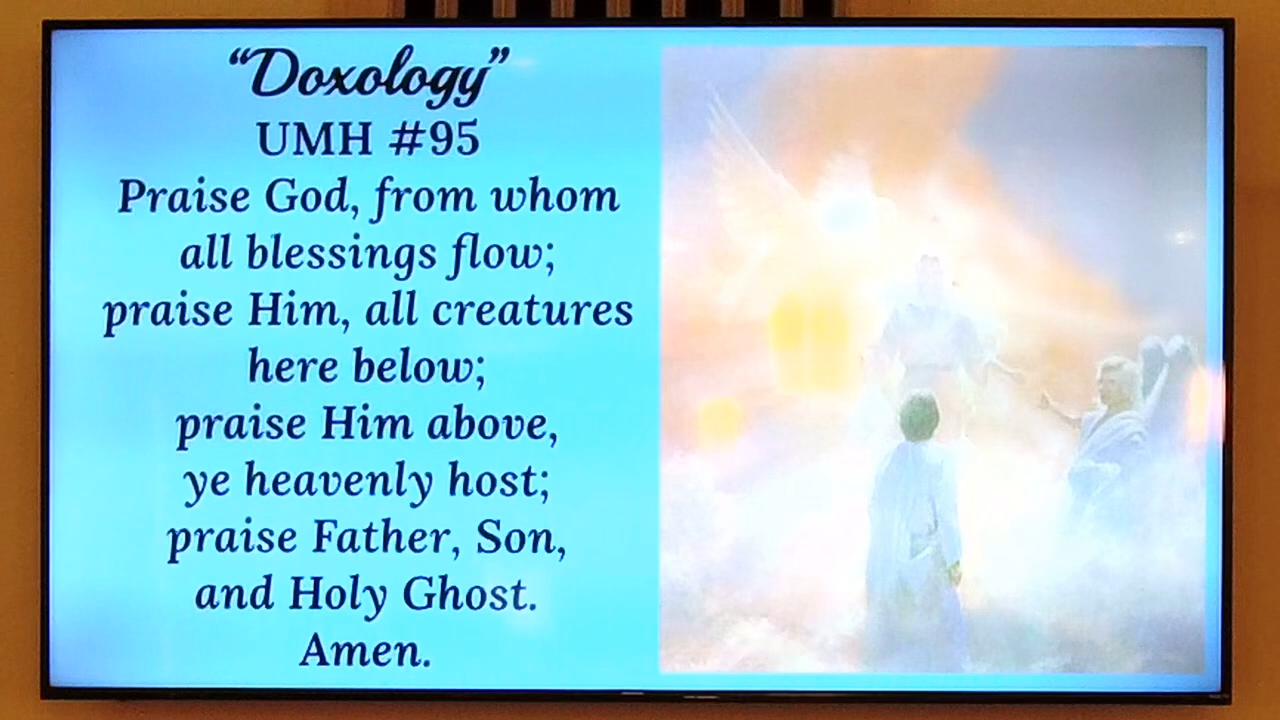 “Doxology”
UMH #95
Praise God, from whom
all blessings flow;
praise Him, all creatures
here below;
praise Him above,
ye heavenly host;
praise Father, Son,
and Holy Ghost.
Amen.